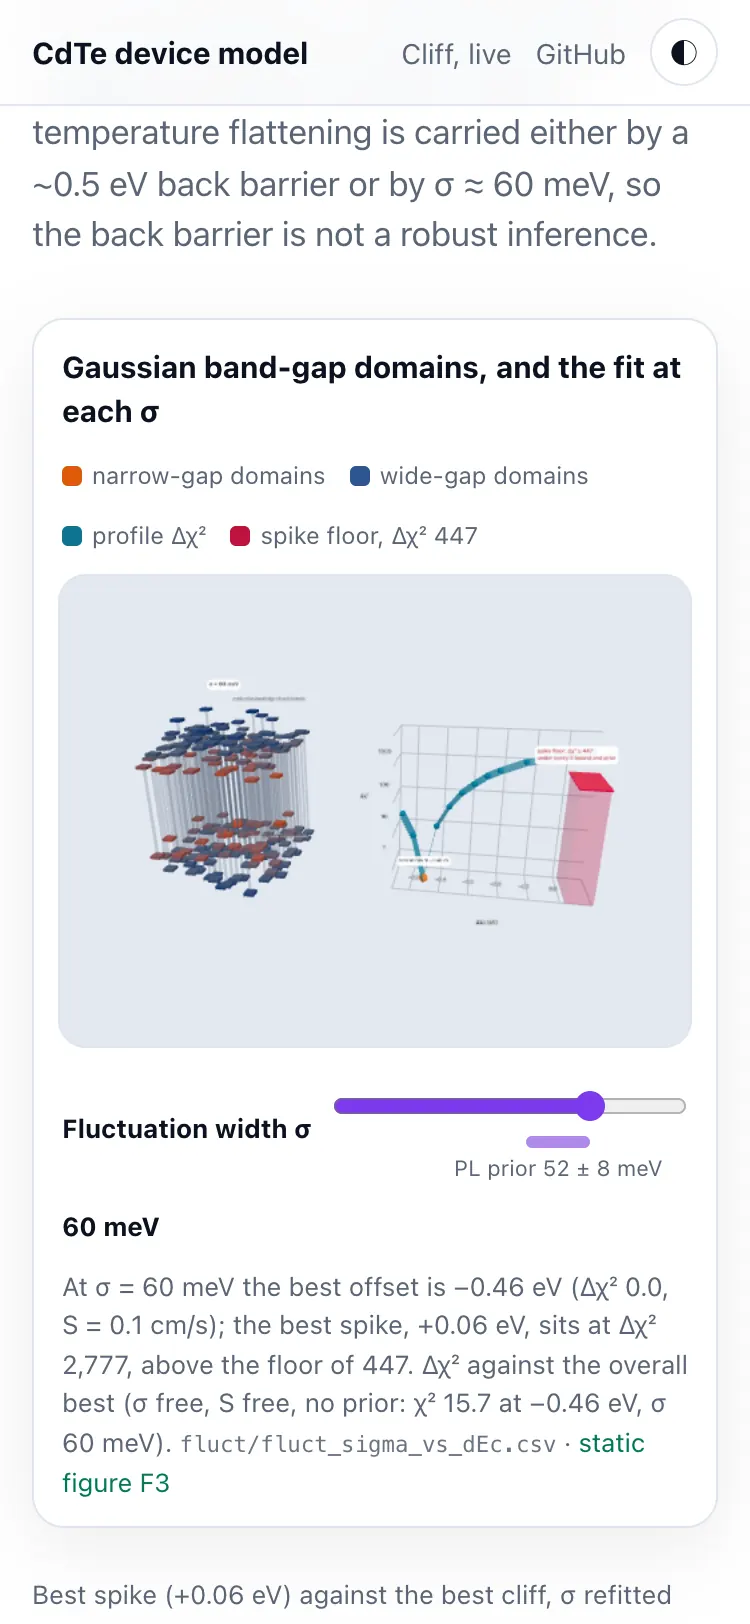 CdTe device model
Cliff, live
GitHub
temperature flattening is carried either by a
~0.5 eV back barrier or by σ ≈ 60 meV, so
the back barrier is not a robust inference.
Gaussian band-gap domains, and the fit at
each σ
narrow-gap domains
wide-gap domains
profile Δχ²
spike floor, Δχ² 447
σ = 60 meV
Fluctuation width σ
PL prior 52 ± 8 meV
60 meV
At σ = 60 meV the best offset is −0.46 eV (Δχ² 0.0,
S = 0.1 cm/s); the best spike, +0.06 eV, sits at Δχ²
2,777, above the floor of 447. Δχ² against the overall
best (σ free, S free, no prior: χ² 15.7 at −0.46 eV, σ
60 meV). fluct/fluct_sigma_vs_dEc.csv · static
figure F3
Best spike (+0.06 eV) against the best cliff, σ refitted